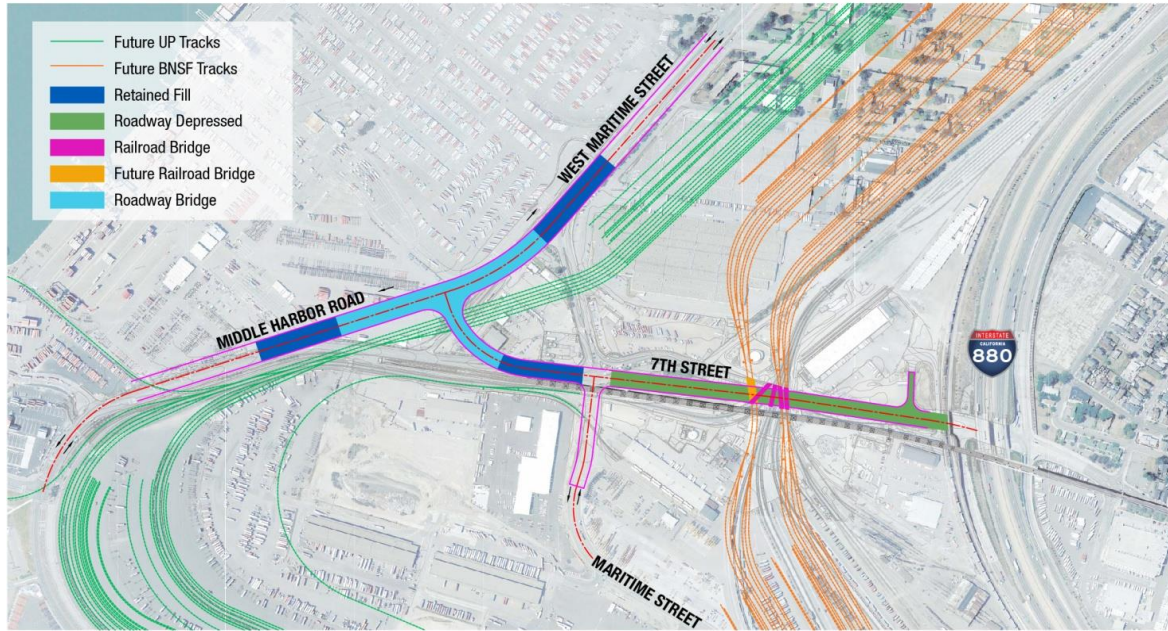 Future UP Tracks
Future BNSF Tracks
Retained Fill
Roadway Depressed
Railroad Bridge
Future Railroad Bridge
Roadway Bridge
WEST MARITIME STREET
MIDDLE HARBOR ROAD
7TH STREET
INTERSTATE
CALIFORNIA
880
MARITIME STREET